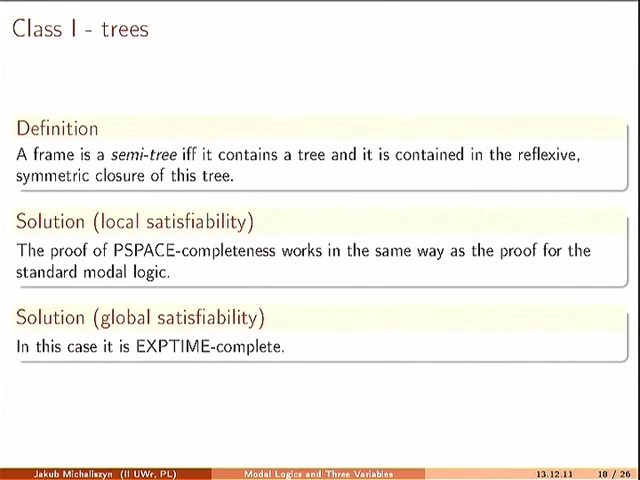 Class I - trees
Definition
A frame is a semi-tree iff it contains a tree and it is contained in the reflexive,
symmetric closure of this tree.
Solution (local satisfiability)
The proof of PSPACE-completeness works in the same way as the proof for the
standard modal logic.
Solution (global satisfiability)
In this case it is EXPTIME-complete.
Jakub Michaliszyn (II UWr, PL) Modal Logics and Three Variables 13.12.11 18 / 26